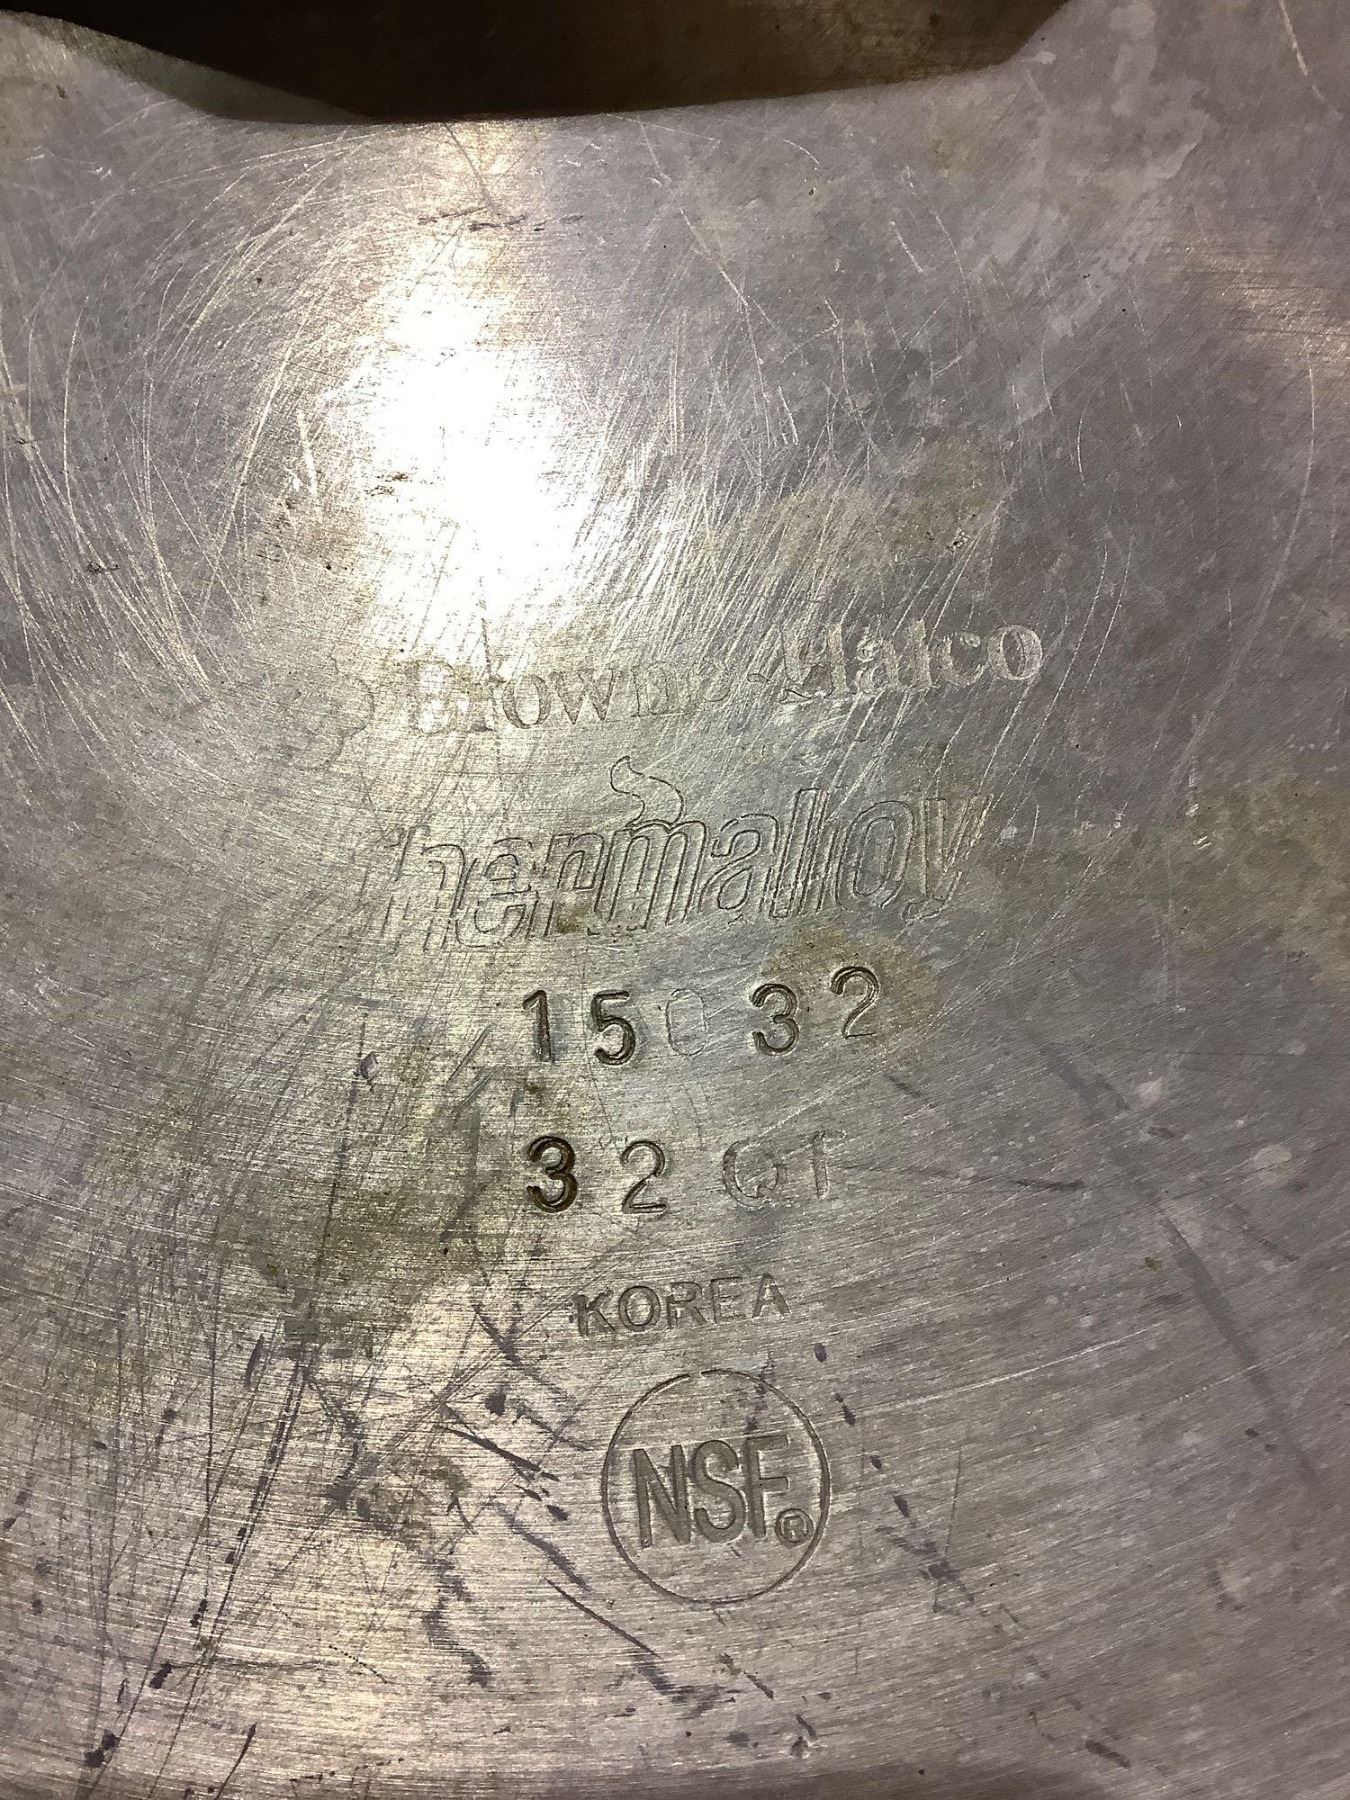 Browne-Halco
Thermalloy
15032
32 QT
KOREA
NSF®